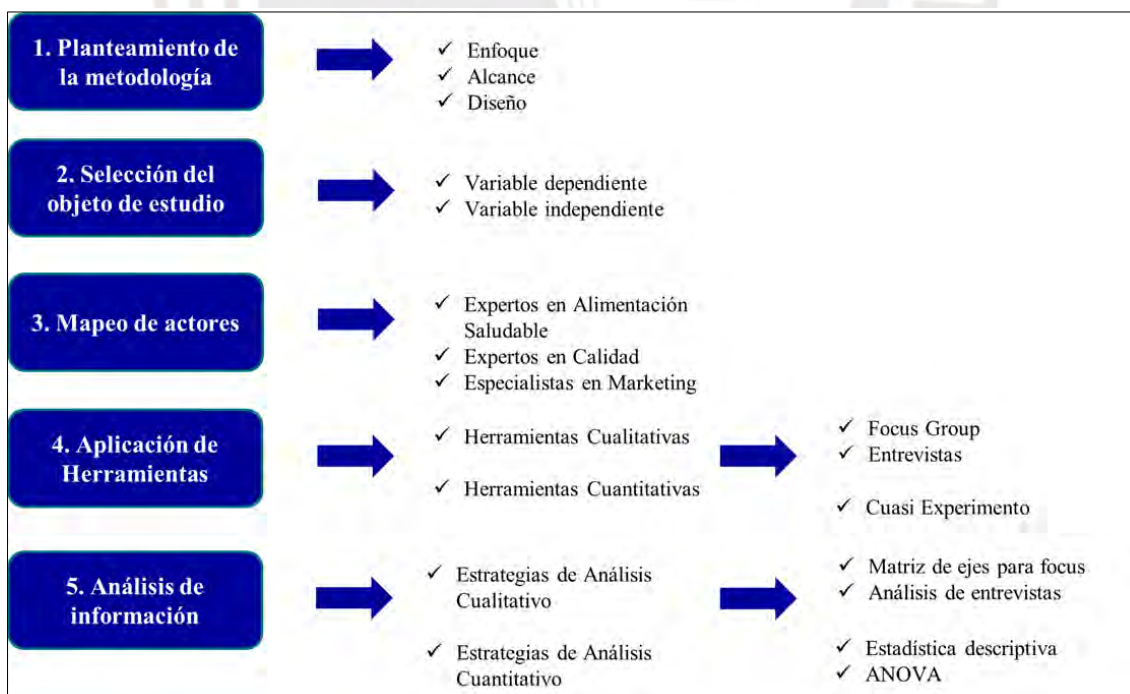 1. Planteamiento de
la metodología
✓ Enfoque
✓ Alcance
✓ Diseño
2. Selección del
objeto de estudio
✓ Variable dependiente
✓ Variable independiente
3. Mapeo de actores
✓ Expertos en Alimentación
Saludable
✓ Expertos en Calidad
✓ Especialistas en Marketing
4. Aplicación de
Herramientas
✓ Herramientas Cualitativas
✓ Herramientas Cuantitativas
✓ Focus Group
✓ Entrevistas
✓ Cuasi Experimento
5. Análisis de
información
✓ Estrategias de Análisis
Cualitativo
✓ Estrategias de Análisis
Cuantitativo
✓ Matriz de ejes para focus
✓ Análisis de entrevistas
✓ Estadística descriptiva
✓ ANOVA